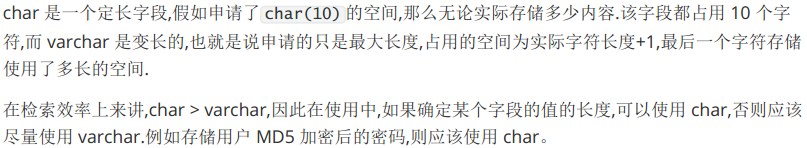 char 是一个定长字段,假如申请了char(10)的空间,那么无论实际存储多少内容.该字段都占用 10 个字
符,而 varchar 是变长的,也就是说申请的只是最大长度,占用的空间为实际字符长度+1,最后一个字符存储
使用了多长的空间.
在检索效率上来讲,char > varchar,因此在使用中,如果确定某个字段的值的长度,可以使用 char,否则应该
尽量使用 varchar.例如存储用户 MD5 加密后的密码,则应该使用 char。